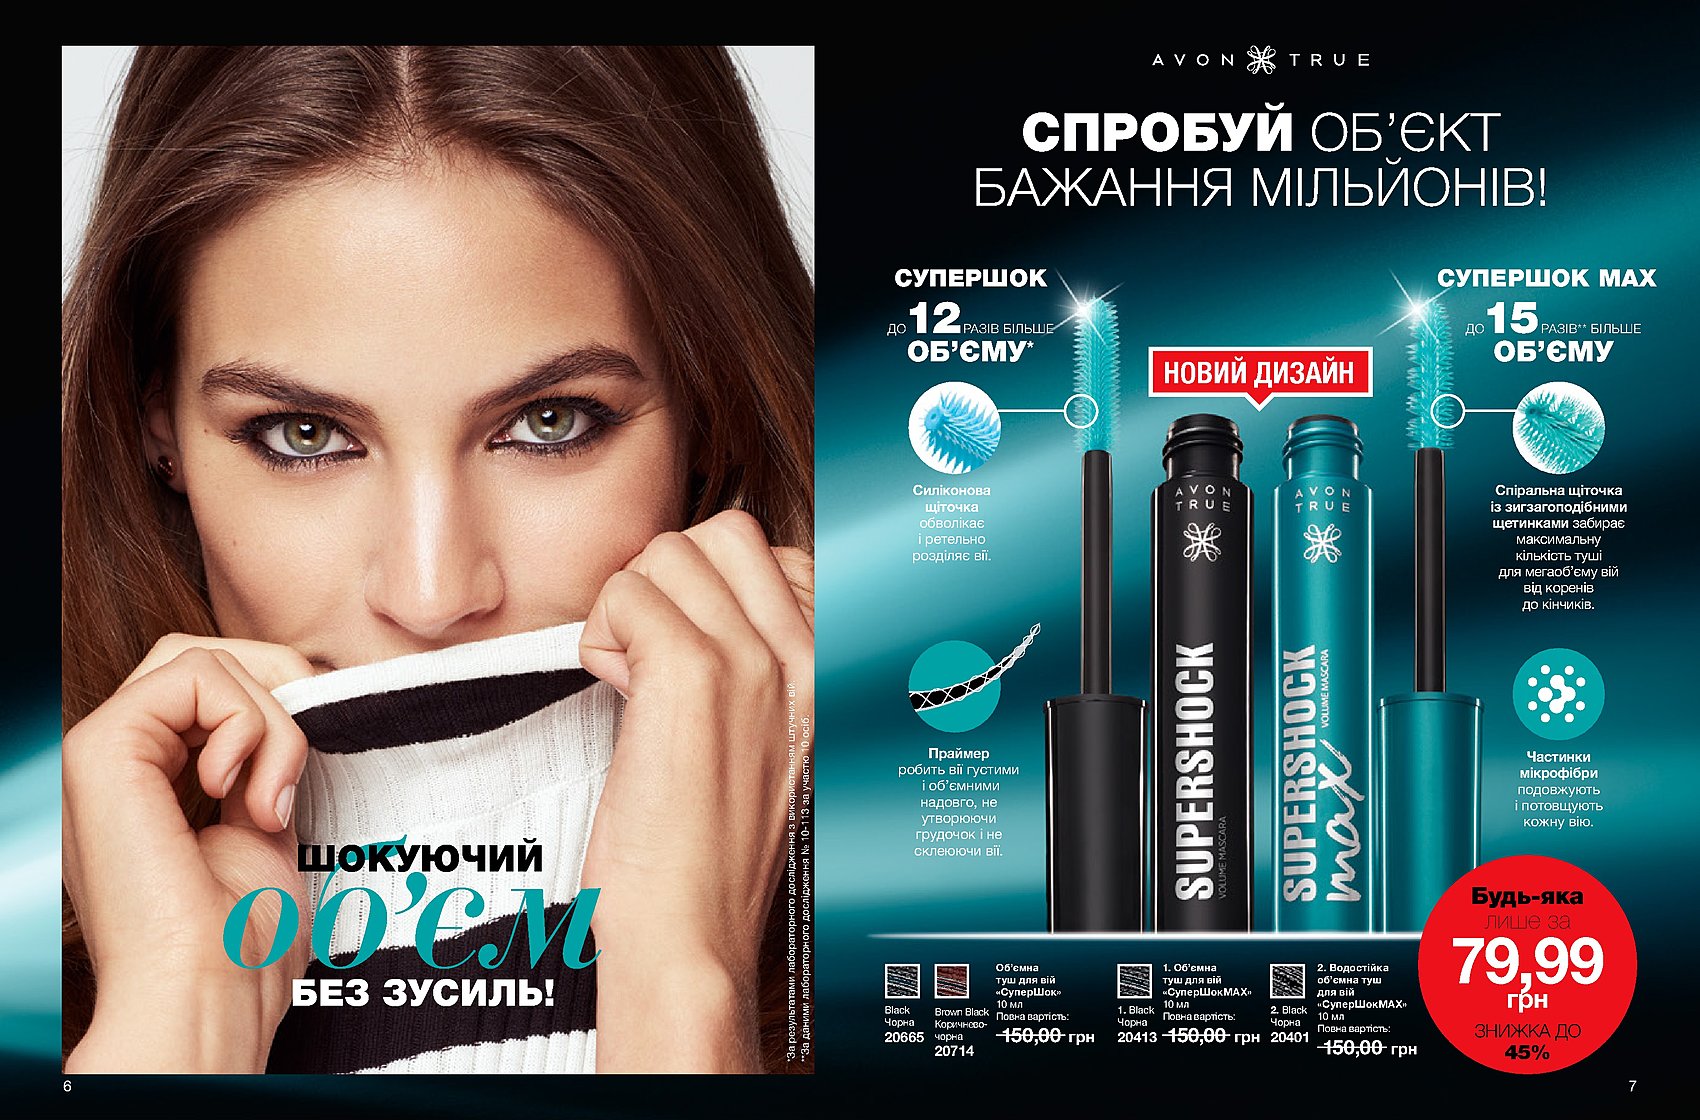 ШОКУЮЧИЙ
об'єм
БЕЗ ЗУСИЛЬ!
*За результатами лабораторного дослідження з використанням штучних вій.
**За даними лабораторного дослідження № 10-113 за участю 10 осіб.
6
AVON TRUE
СПРОБУЙ ОБ'ЄКТ
БАЖАННЯ МІЛЬЙОНІВ!
СУПЕРШОК
ДО 12 РАЗІВ БІЛЬШЕ
ОБ'ЄМУ*
Силіконова
щіточка
обволікає
і ретельно
розділяє вії.
Праймер
робить вії густими
і об'ємними
надовго, не
утворюючи
грудочок і не
склеюючи вії.
НОВИЙ ДИЗАЙН
AVON
TRUE
SUPERSHOCK
VOLUME MASCARA
AVON
TRUE
SUPERSHOCK
max
VOLUME MASCARA
СУПЕРШОК MAX
ДО 15 РАЗІВ** БІЛЬШЕ
ОБ'ЄМУ
Спіральна щіточка
із зигзагоподібними
щетинками забирає
максимальну
кількість туші
для мегаоб'єму вій
від коренів
до кінчиків.
Частинки
мікрофібри
подовжують
і потовщують
кожну вію.
Black
Чорна
20665
Brown Black
Коричнево-
чорна
20714
Об'ємна
туш для вій
«СуперШок»
10 мл
Повна вартість:
150,00 грн
1. Black
Чорна
20413
1. Об'ємна
туш для вій
«СуперШокMAX»
10 мл
Повна вартість:
150,00 грн
2. Black
Чорна
20401
2. Водостійка
об'ємна туш
для вій
«СуперШокMAX»
10 мл
Повна вартість:
150,00 грн
Будь-яка
лише за
79,99
грн
ЗНИЖКА ДО
45%
7